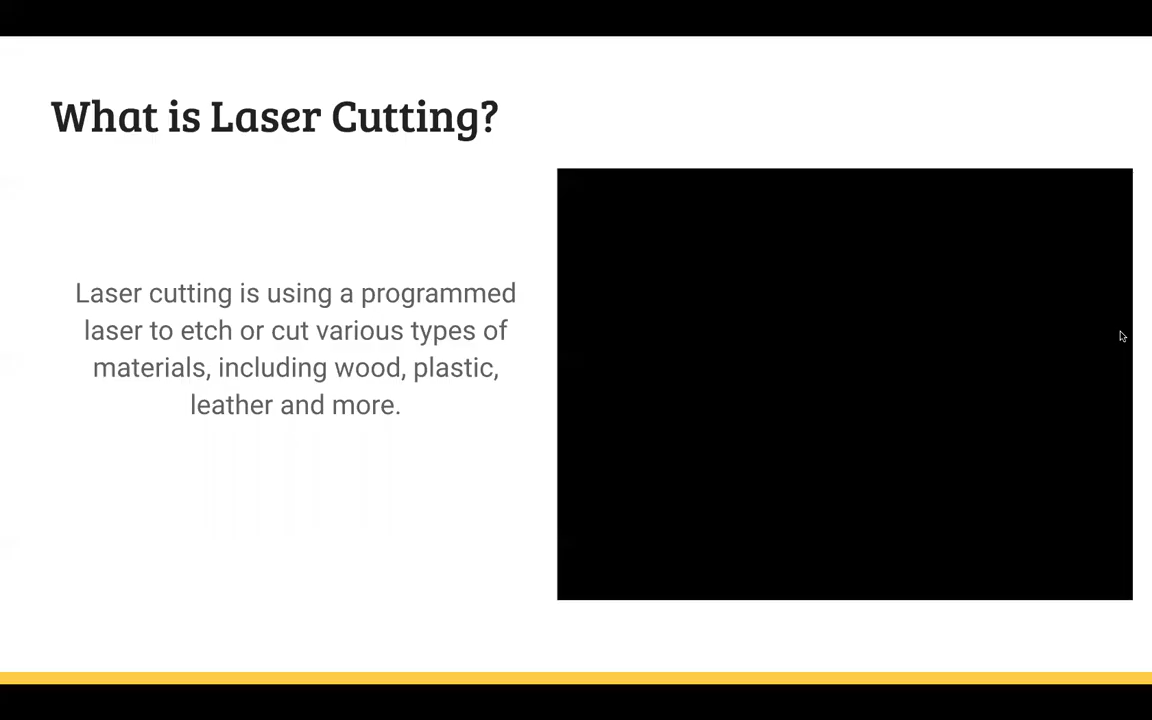 What is Laser Cutting?
Laser cutting is using a programmed
laser to etch or cut various types of
materials, including wood, plastic,
leather and more.